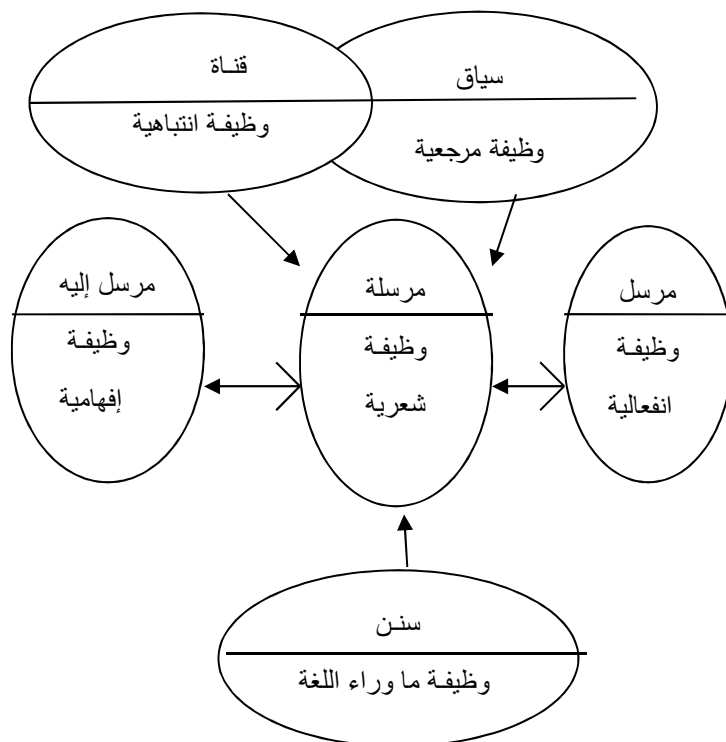 قناة
وظيفة انتباهية
سياق
وظيفة مرجعية
مرسل
وظيفة
انفعالية
مرسلة
وظيفة
شعرية
مرسل إليه
وظيفة
إفهامية
سنن
وظيفة ما وراء اللغة